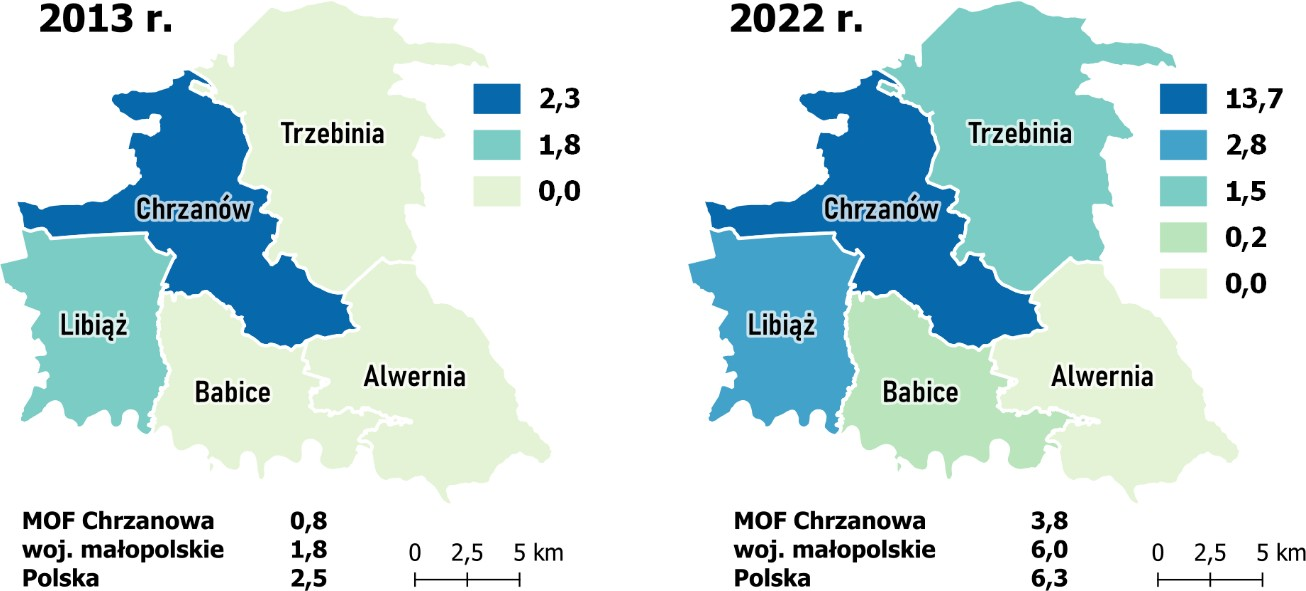 2013 r.
2,3
1,8
0,0
Trzebinia
Chrzanów
Libiąż
Babice
Alwernia
MOF Chrzanowa 0,8
woj. małopolskie 1,8
Polska 2,5
0 2,5 5 km
2022 r.
13,7
2,8
1,5
0,2
0,0
Trzebinia
Chrzanów
Libiąż
Babice
Alwernia
MOF Chrzanowa 3,8
woj. małopolskie 6,0
Polska 6,3
0 2,5 5 km